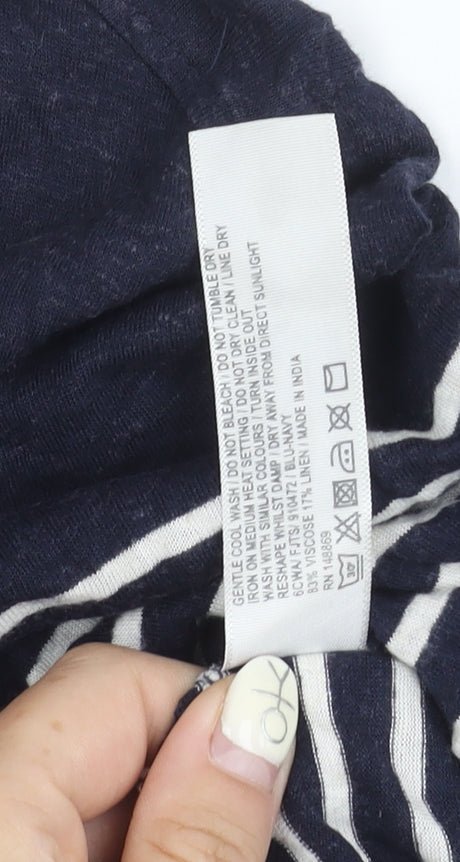 GENTLE COOL WASH / DO NOT BLEACH / DO NOT TUMBLE DRY
IRON ON MEDIUM HEAT SETTING / DO NOT DRY CLEAN / LINE DRY
WASH WITH SIMILAR COLOURS / TURN INSIDE OUT
RESHAPE WHILST DAMP / DRY AWAY FROM DIRECT SUNLIGHT
6CWA/ FJTS/ 910472 / BLU-NAVY
83% VISCOSE 17% LINEN / MADE IN INDIA
RN 148869